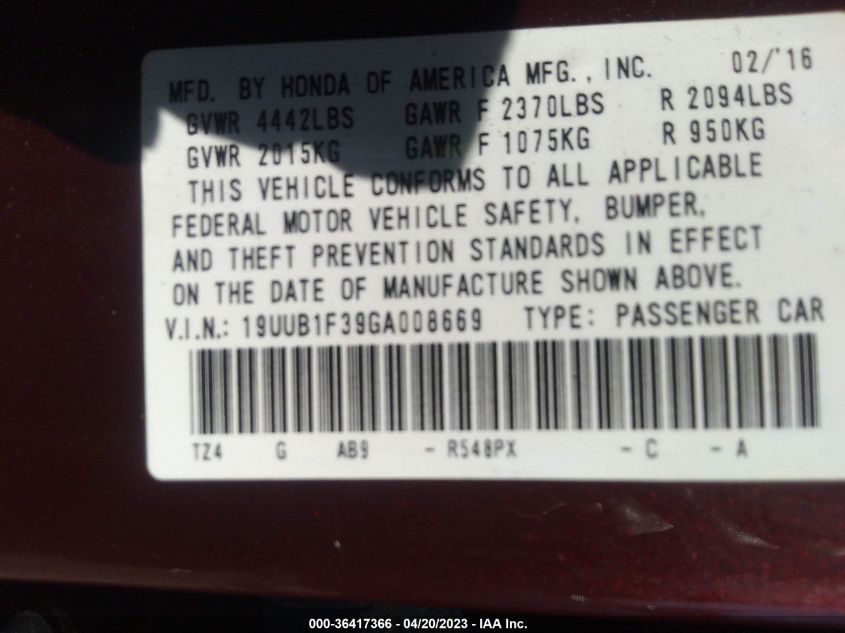 MFD. BY HONDA OF AMERICA MFG., INC. 02/'16
GVWR 4442LBS GAWR F 2370LBS R 2094LBS
GVWR 2015KG GAWR F 1075KG R 950KG
THIS VEHICLE CONFORMS TO ALL APPLICABLE
FEDERAL MOTOR VEHICLE SAFETY, BUMPER,
AND THEFT PREVENTION STANDARDS IN EFFECT
ON THE DATE OF MANUFACTURE SHOWN ABOVE.
V.I.N.: 19UUB1F39GA008669 TYPE: PASSENGER CAR
TZ4 G AB9 - R548PX - C - A
000-36417366 - 04/20/2023 - IAA Inc.